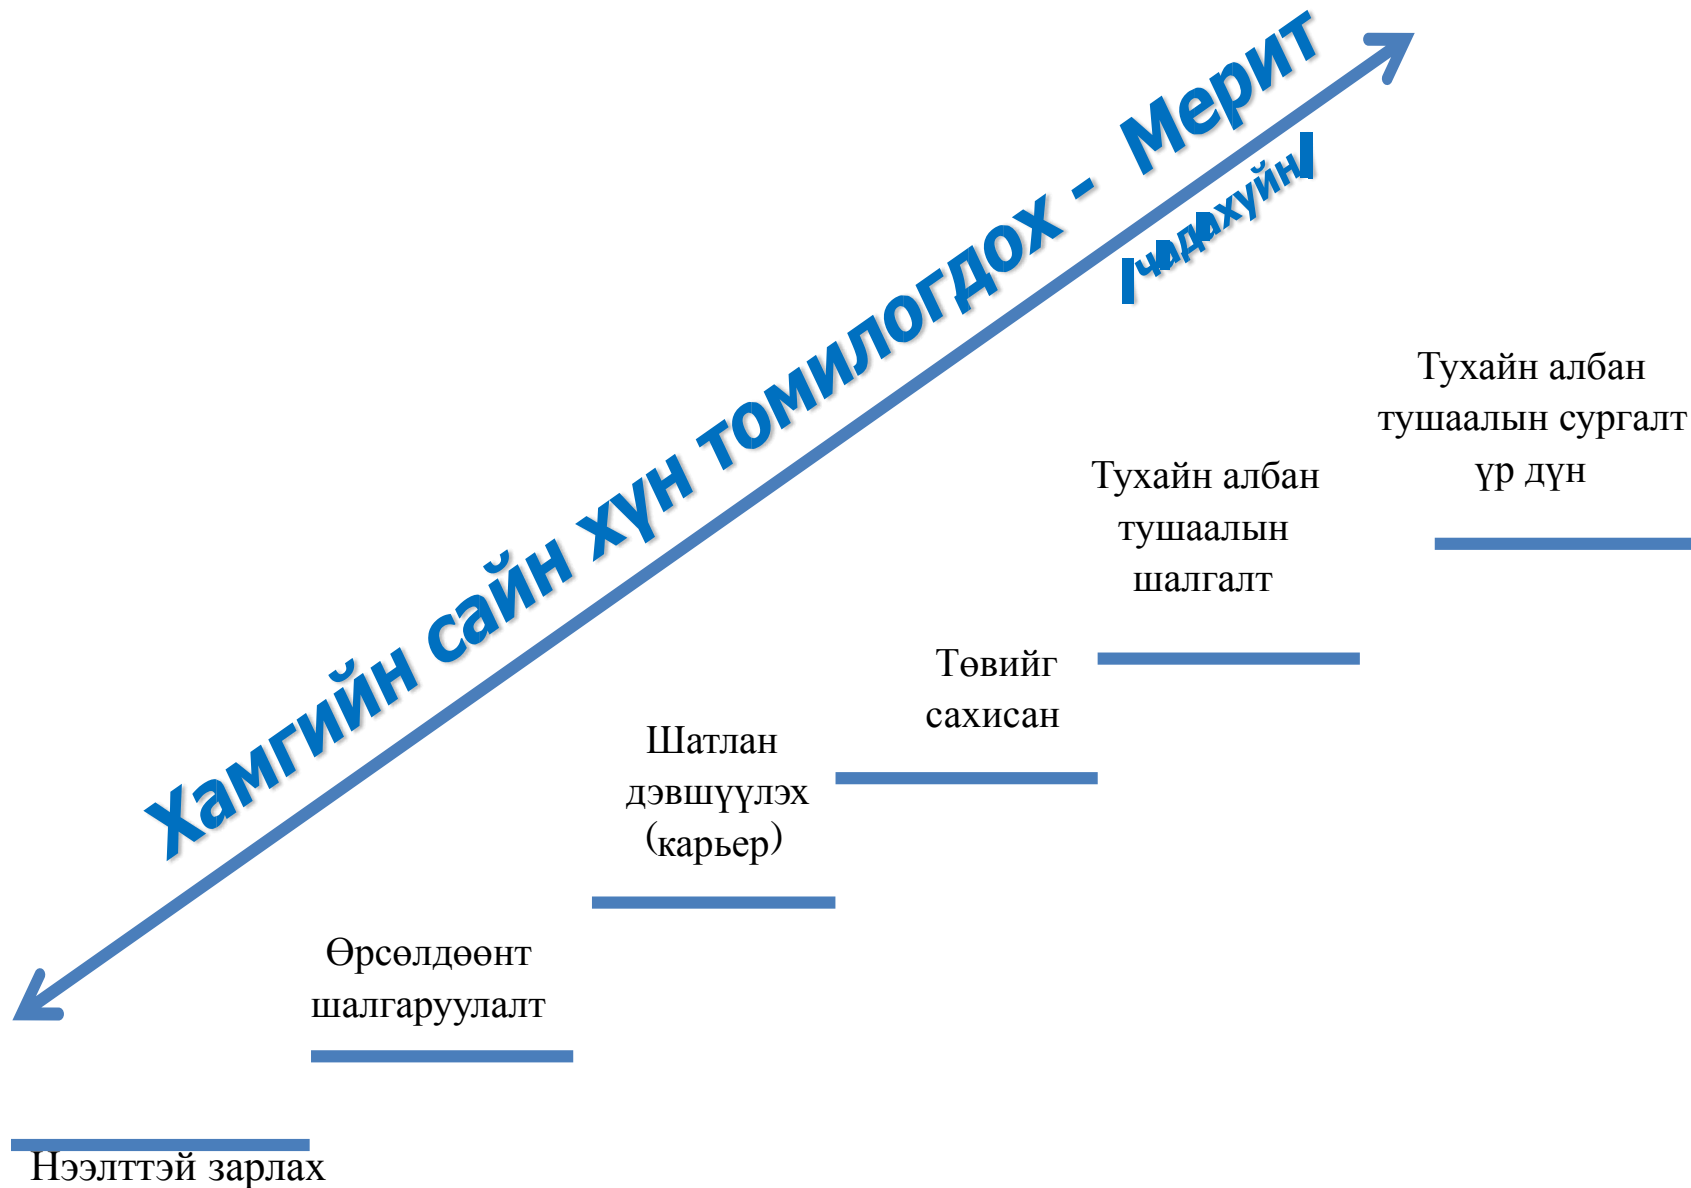 Хамгийн сайн хүн томилогдох - Мерит
/чадахуйн/
Тухайн албан
тушаалын сургалт
үр дүн
Тухайн албан
тушаалын
шалгалт
Төвийг
сахисан
Шатлан
дэвшүүлэх
(карьер)
Өрсөлдөөнт
шалгаруулалт
Нээлттэй зарлах